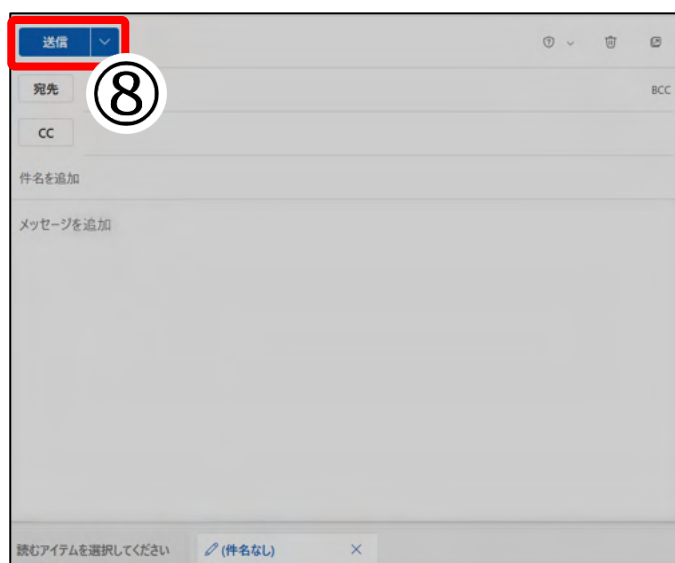 送信
⑧
宛先
BCC
CC
件名を追加
メッセージを追加
読むアイテムを選択してください
(件名なし)